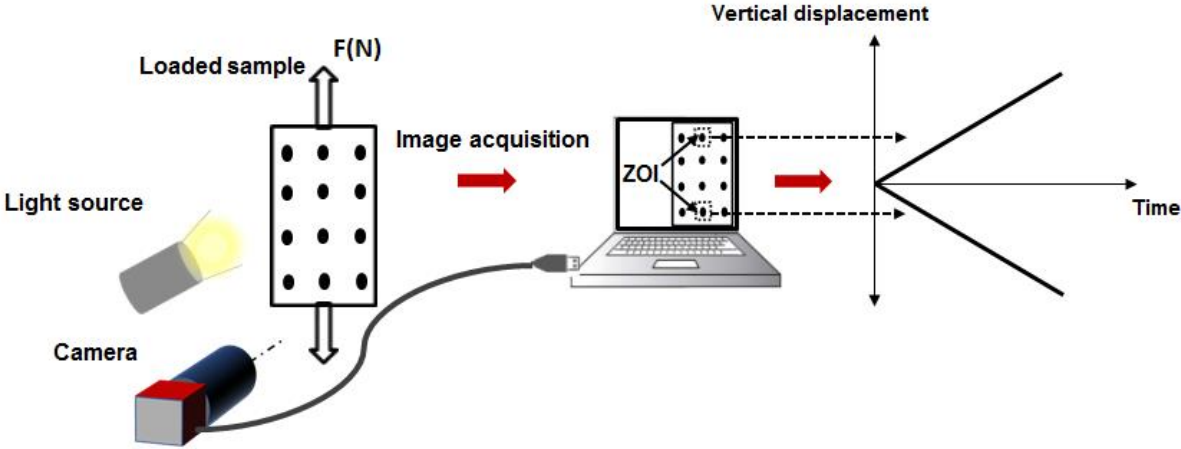 Vertical displacement
F(N)
Loaded sample
Image acquisition
ZOI
Light source
Time
Camera